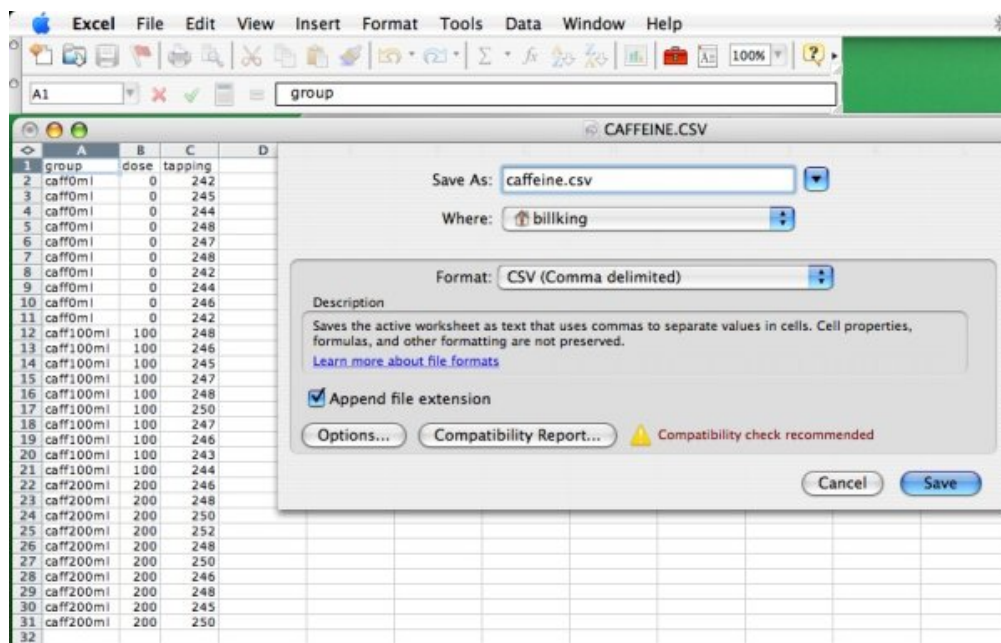 Excel File Edit View Insert Format Tools Data Window Help
100%
A1 group
CAFFEINE.CSV
A B C D
1 group dose tapping
2 caff0ml 0 242
3 caff0ml 0 245
4 caff0ml 0 244
5 caff0ml 0 248
6 caff0ml 0 247
7 caff0ml 0 248
8 caff0ml 0 242
9 caff0ml 0 244
10 caff0ml 0 246
11 caff0ml 0 242
12 caff100ml 100 248
13 caff100ml 100 246
14 caff100ml 100 245
15 caff100ml 100 247
16 caff100ml 100 248
17 caff100ml 100 250
18 caff100ml 100 247
19 caff100ml 100 246
20 caff100ml 100 243
21 caff100ml 100 244
22 caff200ml 200 246
23 caff200ml 200 248
24 caff200ml 200 250
25 caff200ml 200 252
26 caff200ml 200 248
27 caff200ml 200 250
28 caff200ml 200 246
29 caff200ml 200 248
30 caff200ml 200 245
31 caff200ml 200 250
32
Save As: caffeine.csv
Where: billking
Format: CSV (Comma delimited)
Description
Saves the active worksheet as text that uses commas to separate values in cells. Cell properties,
formulas, and other formatting are not preserved.
Learn more about file formats
Append file extension
Options... Compatibility Report... Compatibility check recommended
Cancel Save